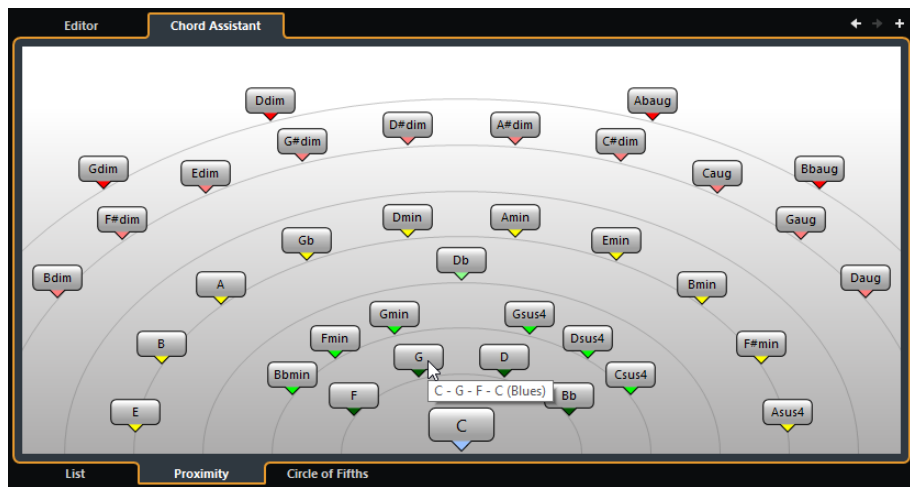 Editor Chord Assistant
Ddim Abaug
D#dim A#dim
G#dim C#dim
Gdim Edim Caug Bbaug
F#dim Dmin Amin Gaug
Gb Emin
Db
Bdim A Bmin Daug
Gmin Gsus4
B Fmin Dsus4 F#min
G D
Bbmin Csus4
C - G - F - C (Blues)
F Bb
E Asus4
C
List Proximity Circle of Fifths